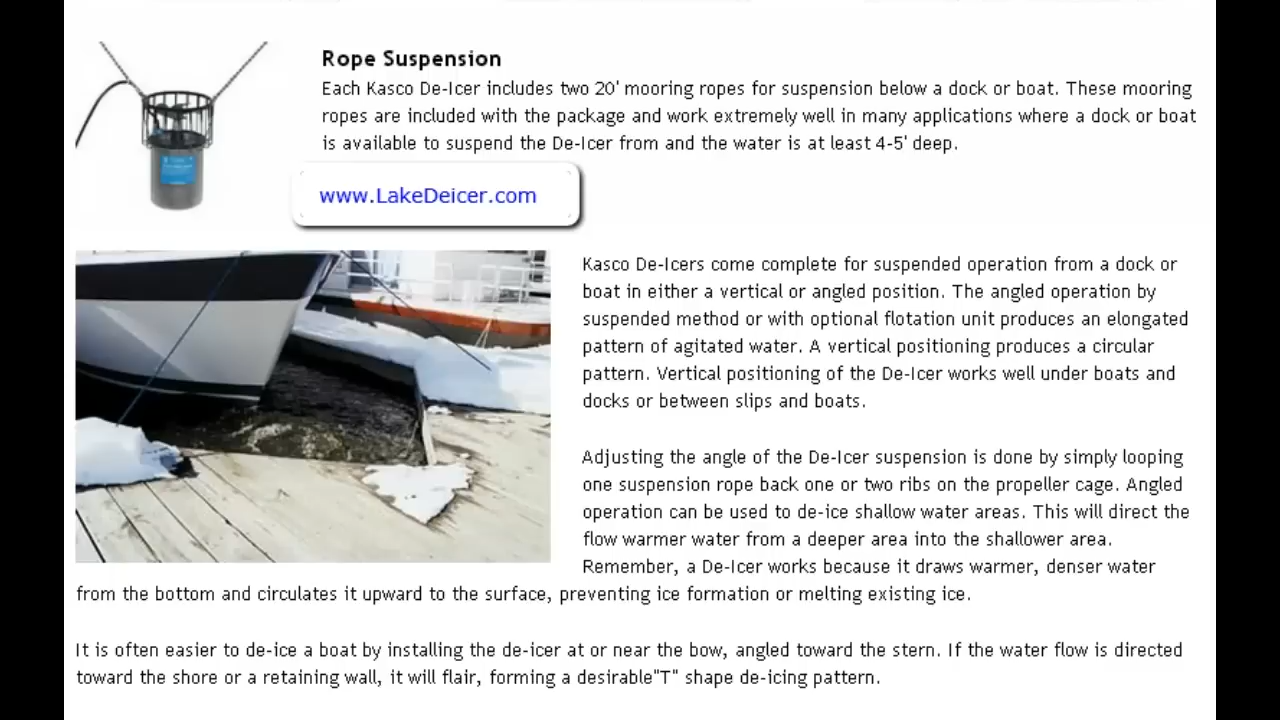 Rope Suspension
Each Kasco De-Icer includes two 20' mooring ropes for suspension below a dock or boat. These mooring
ropes are included with the package and work extremely well in many applications where a dock or boat
is available to suspend the De-Icer from and the water is at least 4-5' deep.
www.LakeDeicer.com
Kasco De-Icers come complete for suspended operation from a dock or
boat in either a vertical or angled position. The angled operation by
suspended method or with optional flotation unit produces an elongated
pattern of agitated water. A vertical positioning produces a circular
pattern. Vertical positioning of the De-Icer works well under boats and
docks or between slips and boats.
Adjusting the angle of the De-Icer suspension is done by simply looping
one suspension rope back one or two ribs on the propeller cage. Angled
operation can be used to de-ice shallow water areas. This will direct the
flow warmer water from a deeper area into the shallower area.
Remember, a De-Icer works because it draws warmer, denser water
from the bottom and circulates it upward to the surface, preventing ice formation or melting existing ice.
It is often easier to de-ice a boat by installing the de-icer at or near the bow, angled toward the stern. If the water flow is directed
toward the shore or a retaining wall, it will flair, forming a desirable"T" shape de-icing pattern.